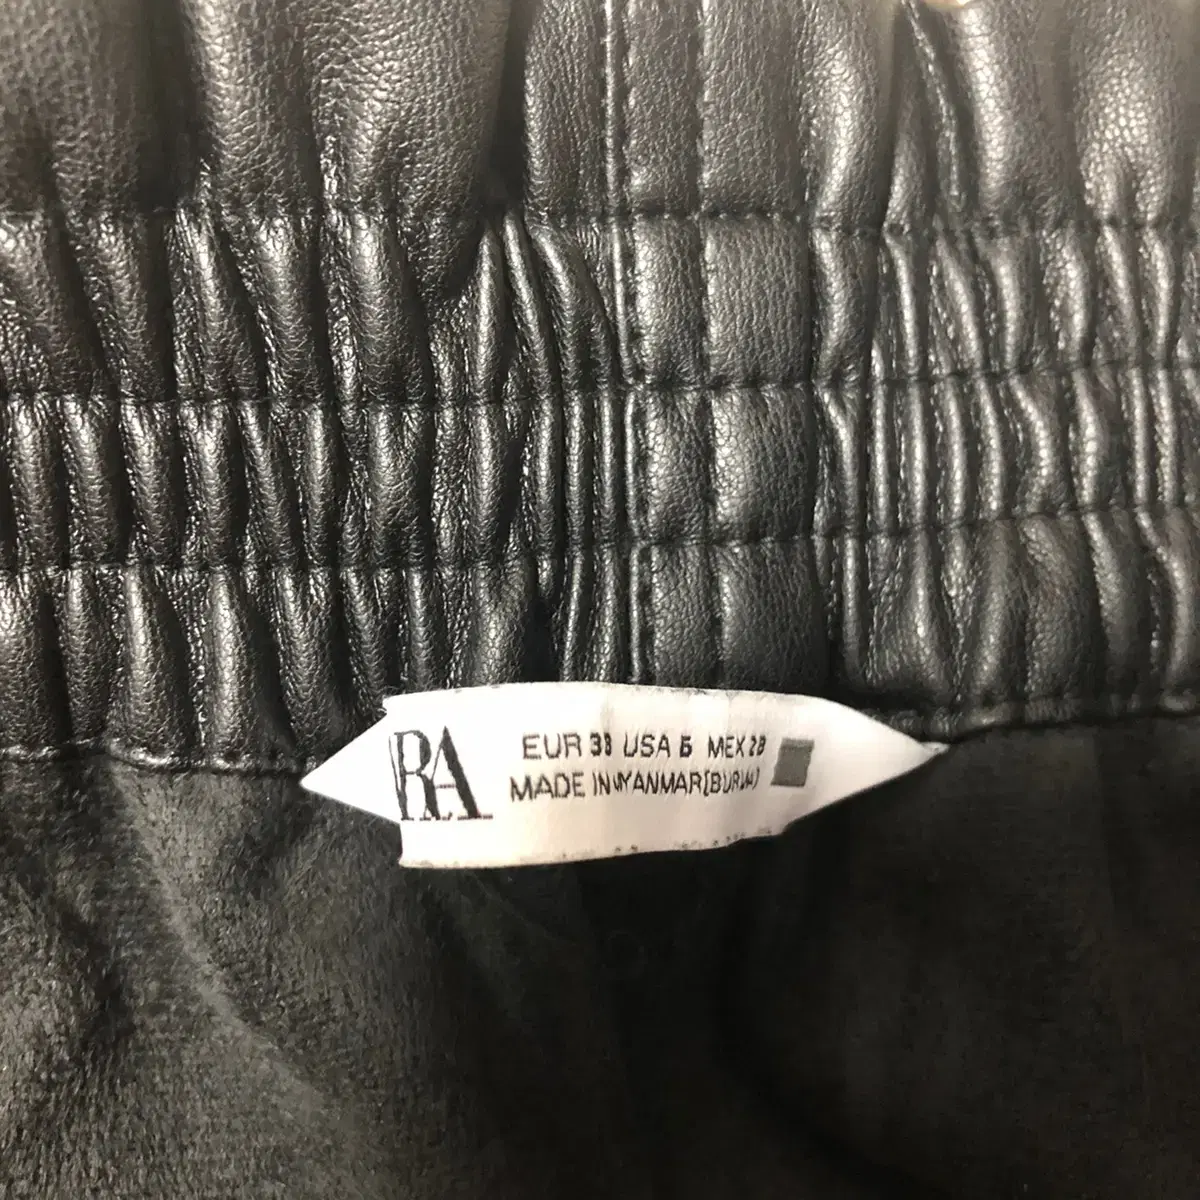 RA
EUR 38 USA 6 MEX 28
MADE IN MYANMAR(BURMA)